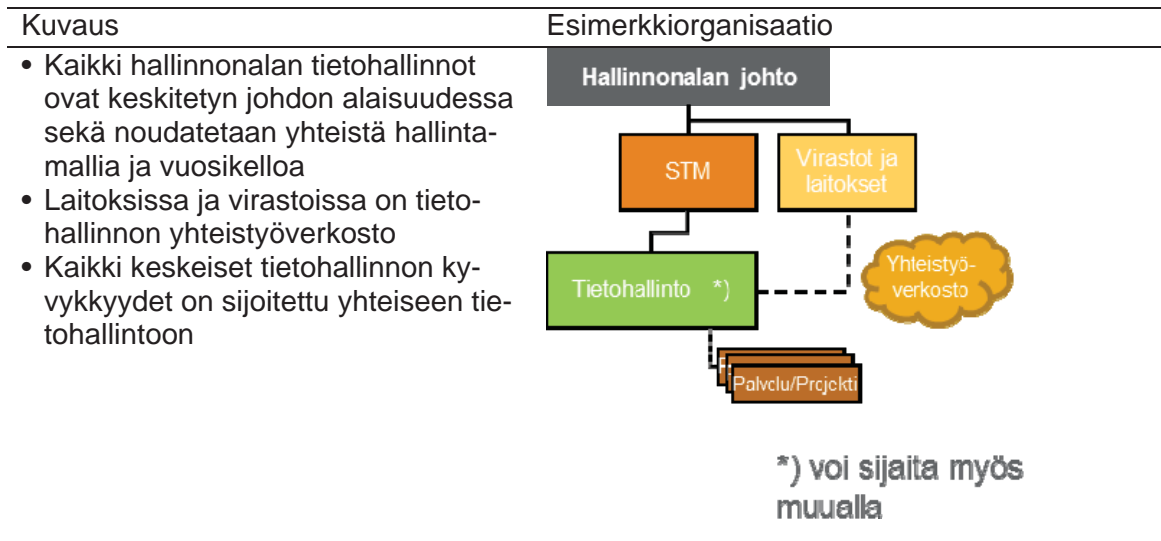 Kuvaus
Esimerkkiorganisaatio
• Kaikki hallinnonalan tietohallinnot
ovat keskitetyn johdon alaisuudessa
sekä noudatetaan yhteistä hallinta-
mallia ja vuosikelloa
• Laitoksissa ja virastoissa on tieto-
hallinnon yhteistyöverkosto
• Kaikki keskeiset tietohallinnon ky-
vykkyydet on sijoitettu yhteiseen tie-
tohallintoon
Hallinnonalan johto
STM
Virastot ja
laitokset
Tietohallinto *)
Yhteistyö-
verkosto
Palvelu/Projekti
*) voi sijaita myös
muualla